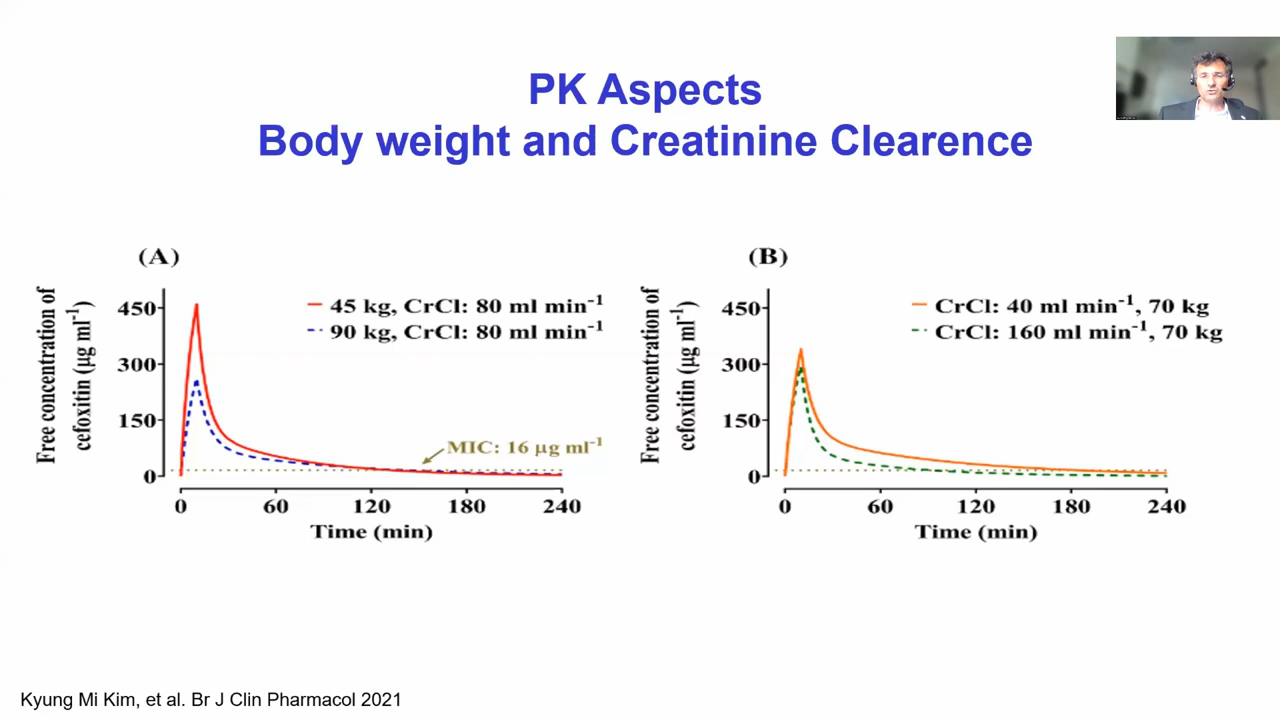 PK Aspects
Body weight and Creatinine Clearence
(A)
Free concentration of
cefoxitin (µg ml⁻¹)
450
300
150
0
45 kg, CrCl: 80 ml min⁻¹
90 kg, CrCl: 80 ml min⁻¹
MIC: 16 µg ml⁻¹
0 60 120 180 240
Time (min)
(B)
Free concentration of
cefoxitin (µg ml⁻¹)
450
300
150
0
CrCl: 40 ml min⁻¹, 70 kg
CrCl: 160 ml min⁻¹, 70 kg
0 60 120 180 240
Time (min)
Kyung Mi Kim, et al. Br J Clin Pharmacol 2021